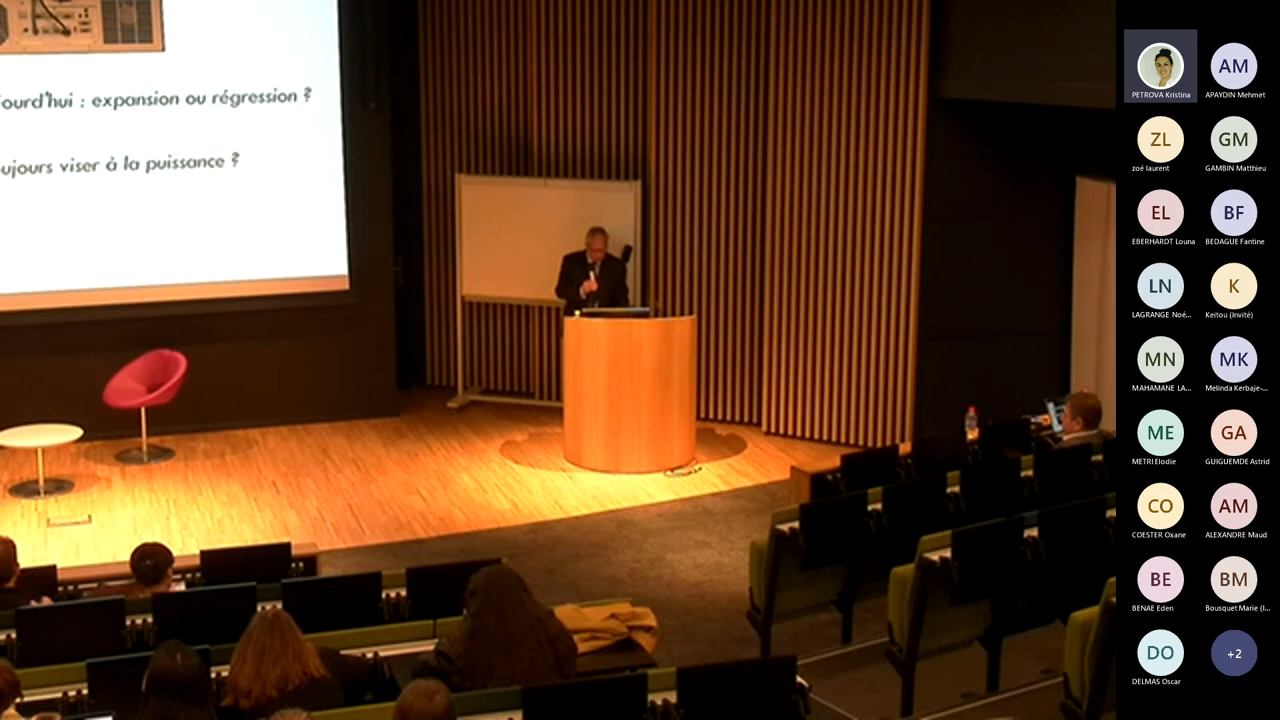 ourd'hui : expansion ou régression ?
ujours viser à la puissance ?
PETROVA Kristina
AM
APAYDIN Mehmet
ZL
zoé laurent
GM
GAMBIN Matthieu
EL
EBERHARDT Louna
BF
BEDAGUE Fantine
LN
LAGRANGE Noé...
K
Keitou (Invité)
MN
MAHAMANE LA...
MK
Melinda Kerbaje-...
ME
METRI Elodie
GA
GUIGUEMDE Astrid
CO
COESTER Oxane
AM
ALEXANDRE Maud
BE
BENAE Eden
BM
Bousquet Marie (I...
DO
DELMAS Oscar
+2